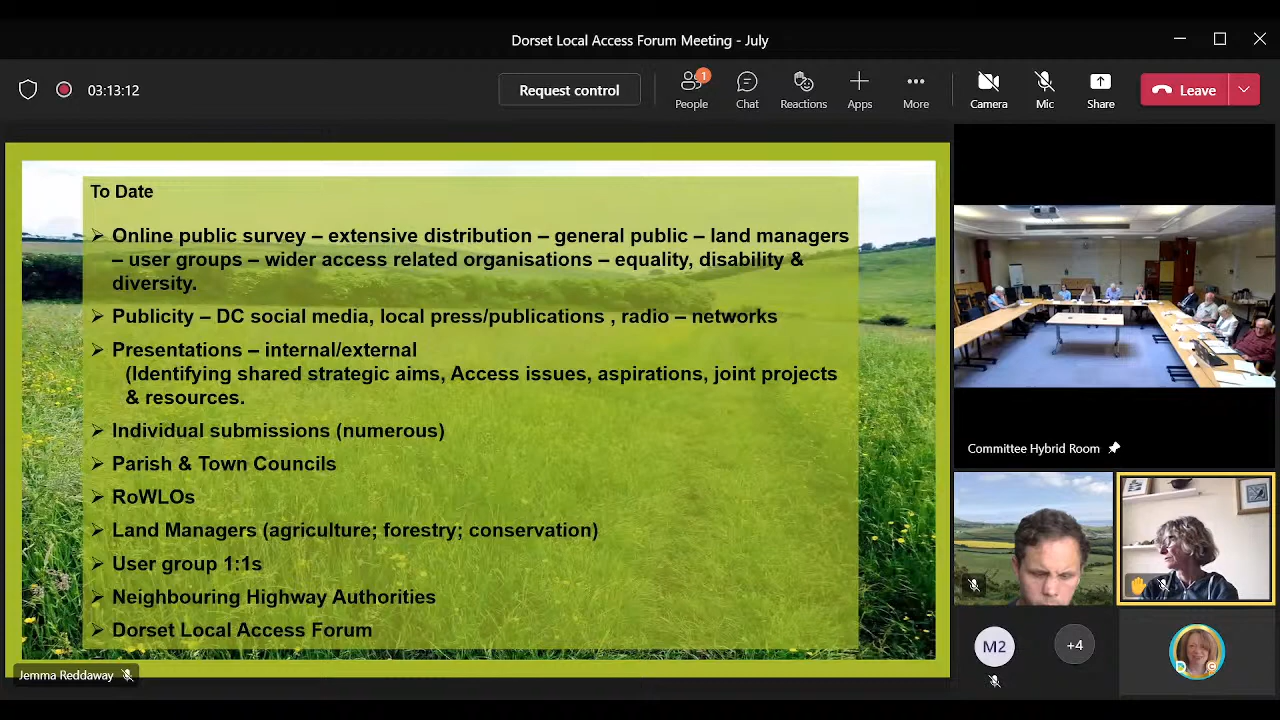 Dorset Local Access Forum Meeting - July
03:13:12
Request control
1
People
Chat
Reactions
Apps
More
Camera
Mic
Share
Leave
To Date
➢ Online public survey – extensive distribution – general public – land managers
– user groups – wider access related organisations – equality, disability &
diversity.
➢ Publicity – DC social media, local press/publications , radio – networks
➢ Presentations – internal/external
(Identifying shared strategic aims, Access issues, aspirations, joint projects
& resources.
➢ Individual submissions (numerous)
➢ Parish & Town Councils
➢ RoWLOs
➢ Land Managers (agriculture; forestry; conservation)
➢ User group 1:1s
➢ Neighbouring Highway Authorities
➢ Dorset Local Access Forum
Jemma Reddaway
Committee Hybrid Room
M2
+4